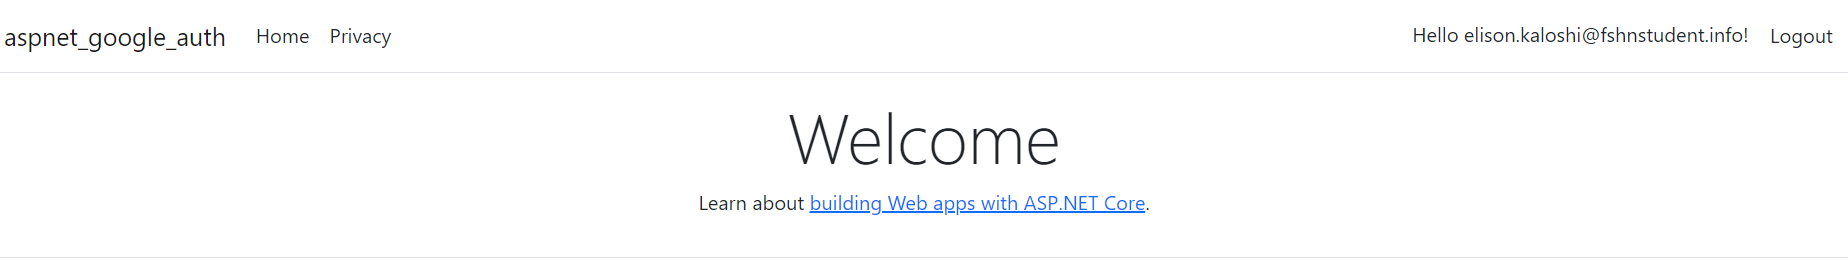 aspnet_google_auth Home Privacy Hello elison.kaloshi@fshnstudent.info! Logout
Welcome
Learn about building Web apps with ASP.NET Core.